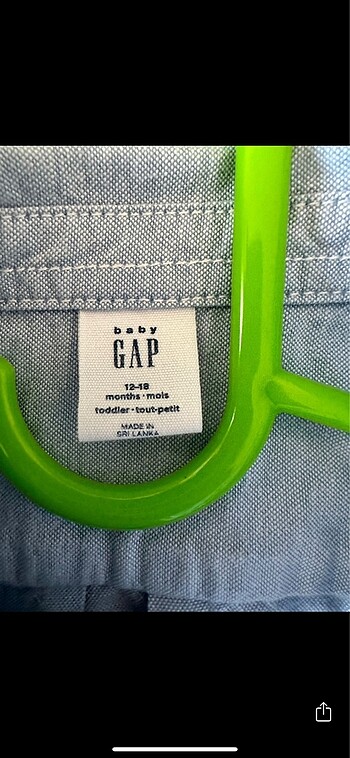 baby
GAP
12-18
months · mois
toddler · tout-petit
MADE IN
SRI LANKA